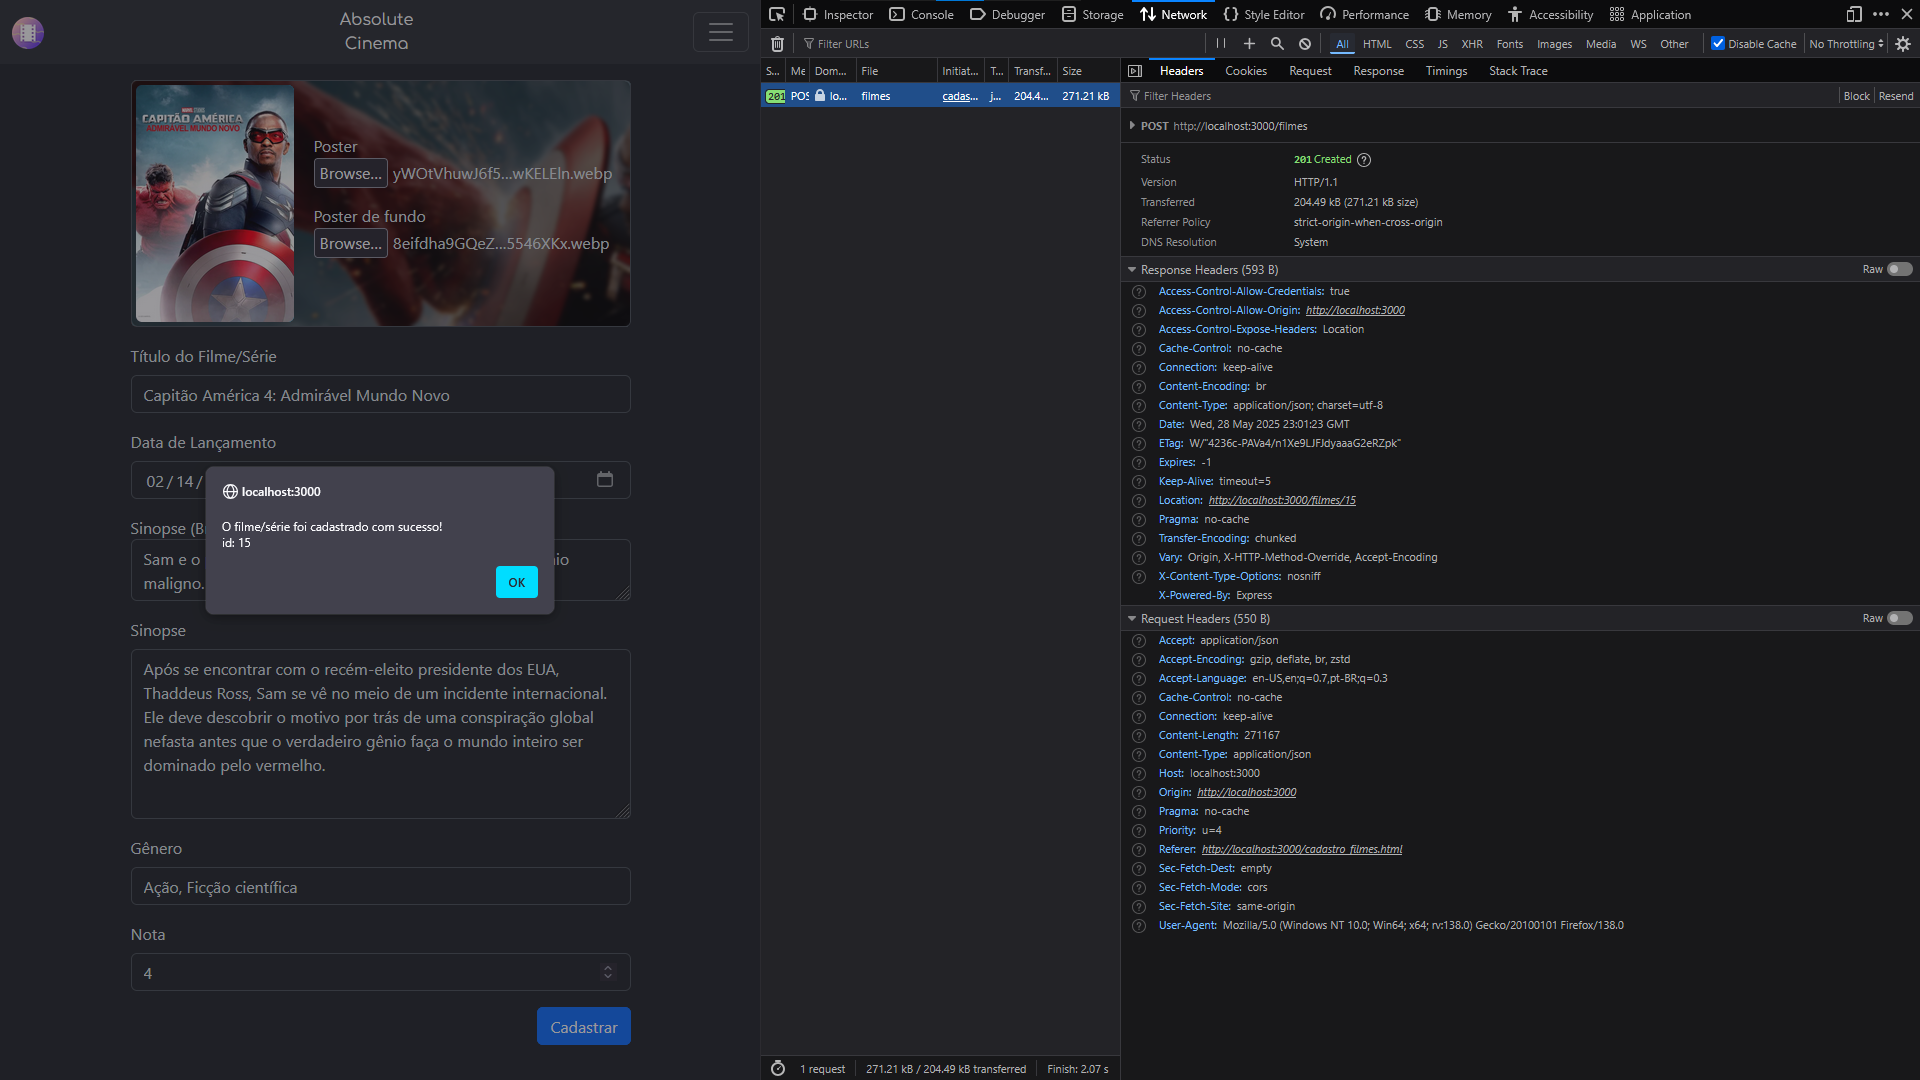 Absolute
Cinema
MARVEL STUDIOS
CAPITÃO AMÉRICA
ADMIRÁVEL MUNDO NOVO
Poster
Browse... yWOtVhuwJ6f5...wKELEln.webp
Poster de fundo
Browse... 8eifdha9GQeZ...5546XKx.webp
Título do Filme/Série
Capitão América 4: Admirável Mundo Novo
Data de Lançamento
02/14/
localhost:3000
O filme/série foi cadastrado com sucesso!
id: 15
OK
Sinopse (B
Sam e o
io
maligno.
Sinopse
Após se encontrar com o recém-eleito presidente dos EUA,
Thaddeus Ross, Sam se vê no meio de um incidente internacional.
Ele deve descobrir o motivo por trás de uma conspiração global
nefasta antes que o verdadeiro gênio faça o mundo inteiro ser
dominado pelo vermelho.
Gênero
Ação, Ficção científica
Nota
4
Cadastrar
Inspector Console Debugger Storage Network Style Editor Performance Memory Accessibility Application
Filter URLs
All HTML CSS JS XHR Fonts Images Media WS Other Disable Cache No Throttling
S... Me Dom... File Initiat... T... Transf... Size
201 POS lo... filmes cadas... j... 204.4... 271.21 kB
1 request 271.21 kB / 204.49 kB transferred Finish: 2.07 s
Headers Cookies Request Response Timings Stack Trace
Filter Headers Block Resend
POST http://localhost:3000/filmes
Status 201 Created
Version HTTP/1.1
Transferred 204.49 kB (271.21 kB size)
Referrer Policy strict-origin-when-cross-origin
DNS Resolution System
Response Headers (593 B) Raw
Access-Control-Allow-Credentials: true
Access-Control-Allow-Origin: http://localhost:3000
Access-Control-Expose-Headers: Location
Cache-Control: no-cache
Connection: keep-alive
Content-Encoding: br
Content-Type: application/json; charset=utf-8
Date: Wed, 28 May 2025 23:01:23 GMT
ETag: W/"4236c-PAVa4/n1Xe9LJFJdyaaaG2eRZpk"
Expires: -1
Keep-Alive: timeout=5
Location: http://localhost:3000/filmes/15
Pragma: no-cache
Transfer-Encoding: chunked
Vary: Origin, X-HTTP-Method-Override, Accept-Encoding
X-Content-Type-Options: nosniff
X-Powered-By: Express
Request Headers (550 B) Raw
Accept: application/json
Accept-Encoding: gzip, deflate, br, zstd
Accept-Language: en-US,en;q=0.7,pt-BR;q=0.3
Cache-Control: no-cache
Connection: keep-alive
Content-Length: 271167
Content-Type: application/json
Host: localhost:3000
Origin: http://localhost:3000
Pragma: no-cache
Priority: u=4
Referer: http://localhost:3000/cadastro_filmes.html
Sec-Fetch-Dest: empty
Sec-Fetch-Mode: cors
Sec-Fetch-Site: same-origin
User-Agent: Mozilla/5.0 (Windows NT 10.0; Win64; x64; rv:138.0) Gecko/20100101 Firefox/138.0